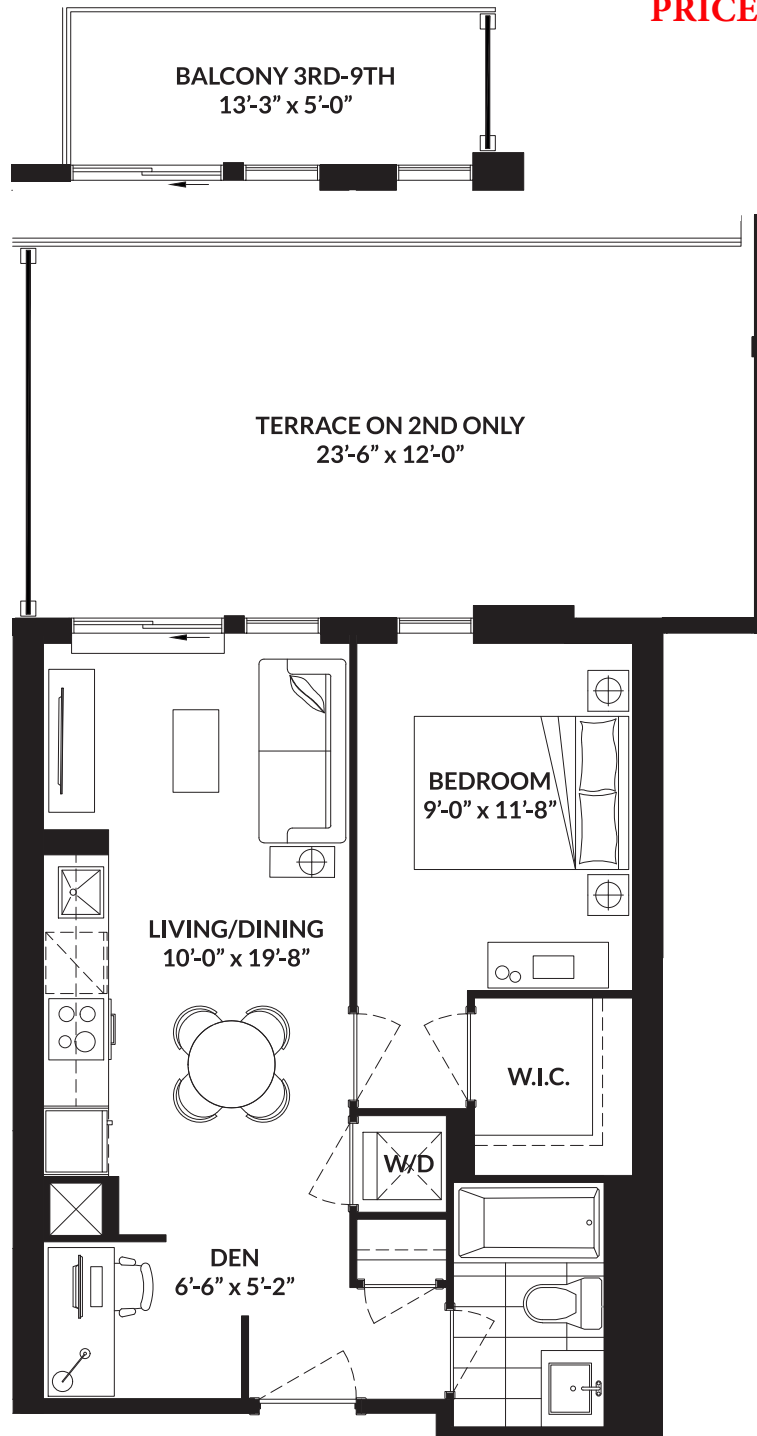 PRICE
BALCONY 3RD-9TH
13’-3” x 5’-0”
TERRACE ON 2ND ONLY
23’-6” x 12’-0”
BEDROOM
9’-0” x 11’-8”
LIVING/DINING
10’-0” x 19’-8”
W.I.C.
W/D
DEN
6’-6” x 5’-2”